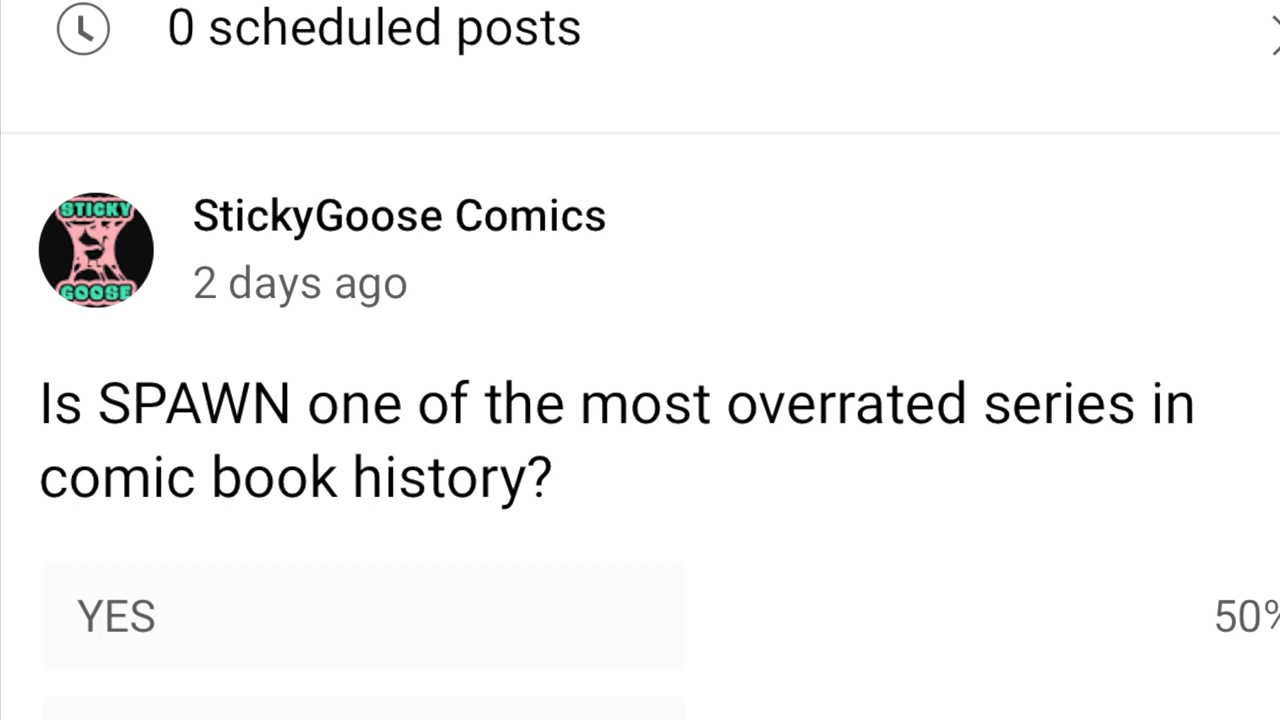 0 scheduled posts
STICKY
GOOSE
StickyGoose Comics
2 days ago
Is SPAWN one of the most overrated series in
comic book history?
YES
50%